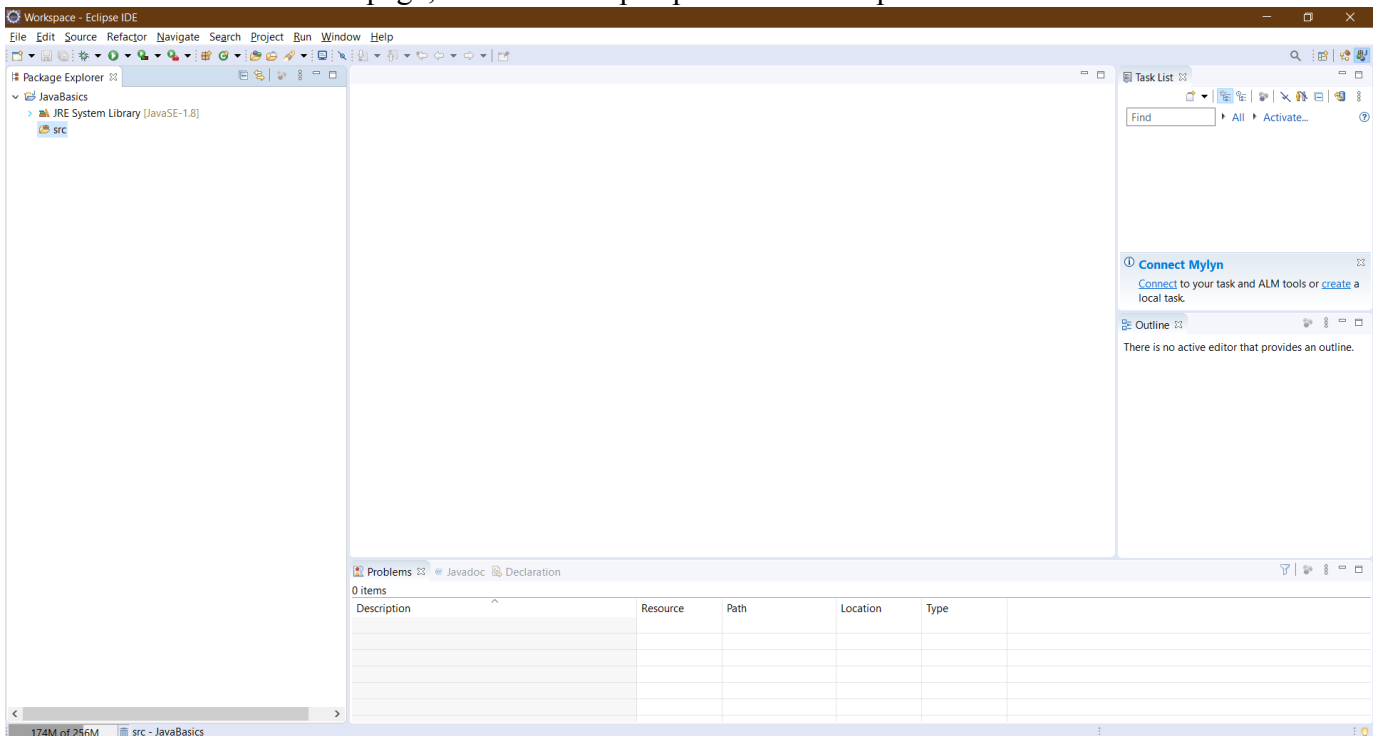 Workspace - Eclipse IDE
File Edit Source Refactor Navigate Search Project Run Window Help
Package Explorer
JavaBasics
JRE System Library [JavaSE-1.8]
src
Task List
Find All Activate...
Connect Mylyn
Connect to your task and ALM tools or create a
local task.
Outline
There is no active editor that provides an outline.
Problems Javadoc Declaration
0 items
Description Resource Path Location Type
174M of 256M src - JavaBasics